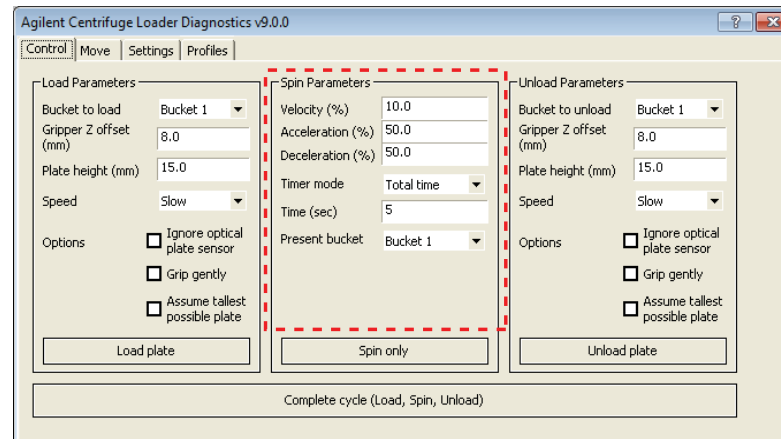 Agilent Centrifuge Loader Diagnostics v9.0.0
Control Move Settings Profiles
Load Parameters
Bucket to load Bucket 1
Gripper Z offset
(mm) 8.0
Plate height (mm) 15.0
Speed Slow
Options
Ignore optical
plate sensor
Grip gently
Assume tallest
possible plate
Load plate
Spin Parameters
Velocity (%) 10.0
Acceleration (%) 50.0
Deceleration (%) 50.0
Timer mode Total time
Time (sec) 5
Present bucket Bucket 1
Spin only
Unload Parameters
Bucket to unload Bucket 1
Gripper Z offset
(mm) 8.0
Plate height (mm) 15.0
Speed Slow
Options
Ignore optical
plate sensor
Grip gently
Assume tallest
possible plate
Unload plate
Complete cycle (Load, Spin, Unload)